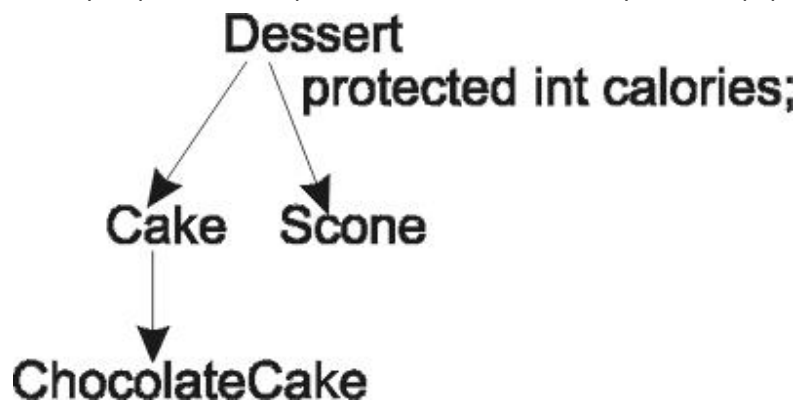 Dessert
protected int calories;
Cake Scone
ChocolateCake